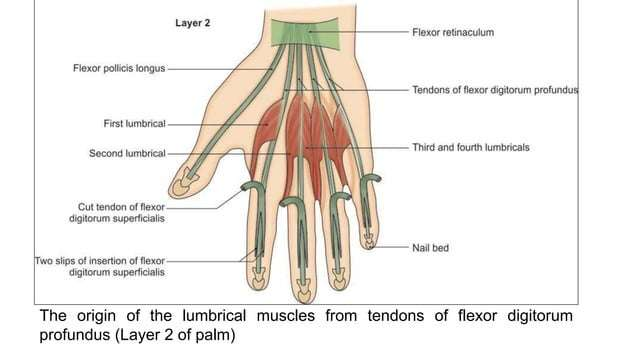 Layer 2
Flexor retinaculum
Flexor pollicis longus
Tendons of flexor digitorum profundus
First lumbrical
Third and fourth lumbricals
Second lumbrical
Cut tendon of flexor
digitorum superficialis
Nail bed
Two slips of insertion of flexor
digitorum superficialis
The origin of the lumbrical muscles from tendons of flexor digitorum
profundus (Layer 2 of palm)